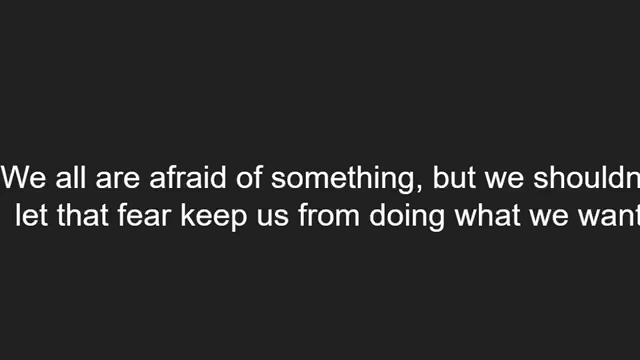 We all are afraid of something, but we shouldn
let that fear keep us from doing what we want